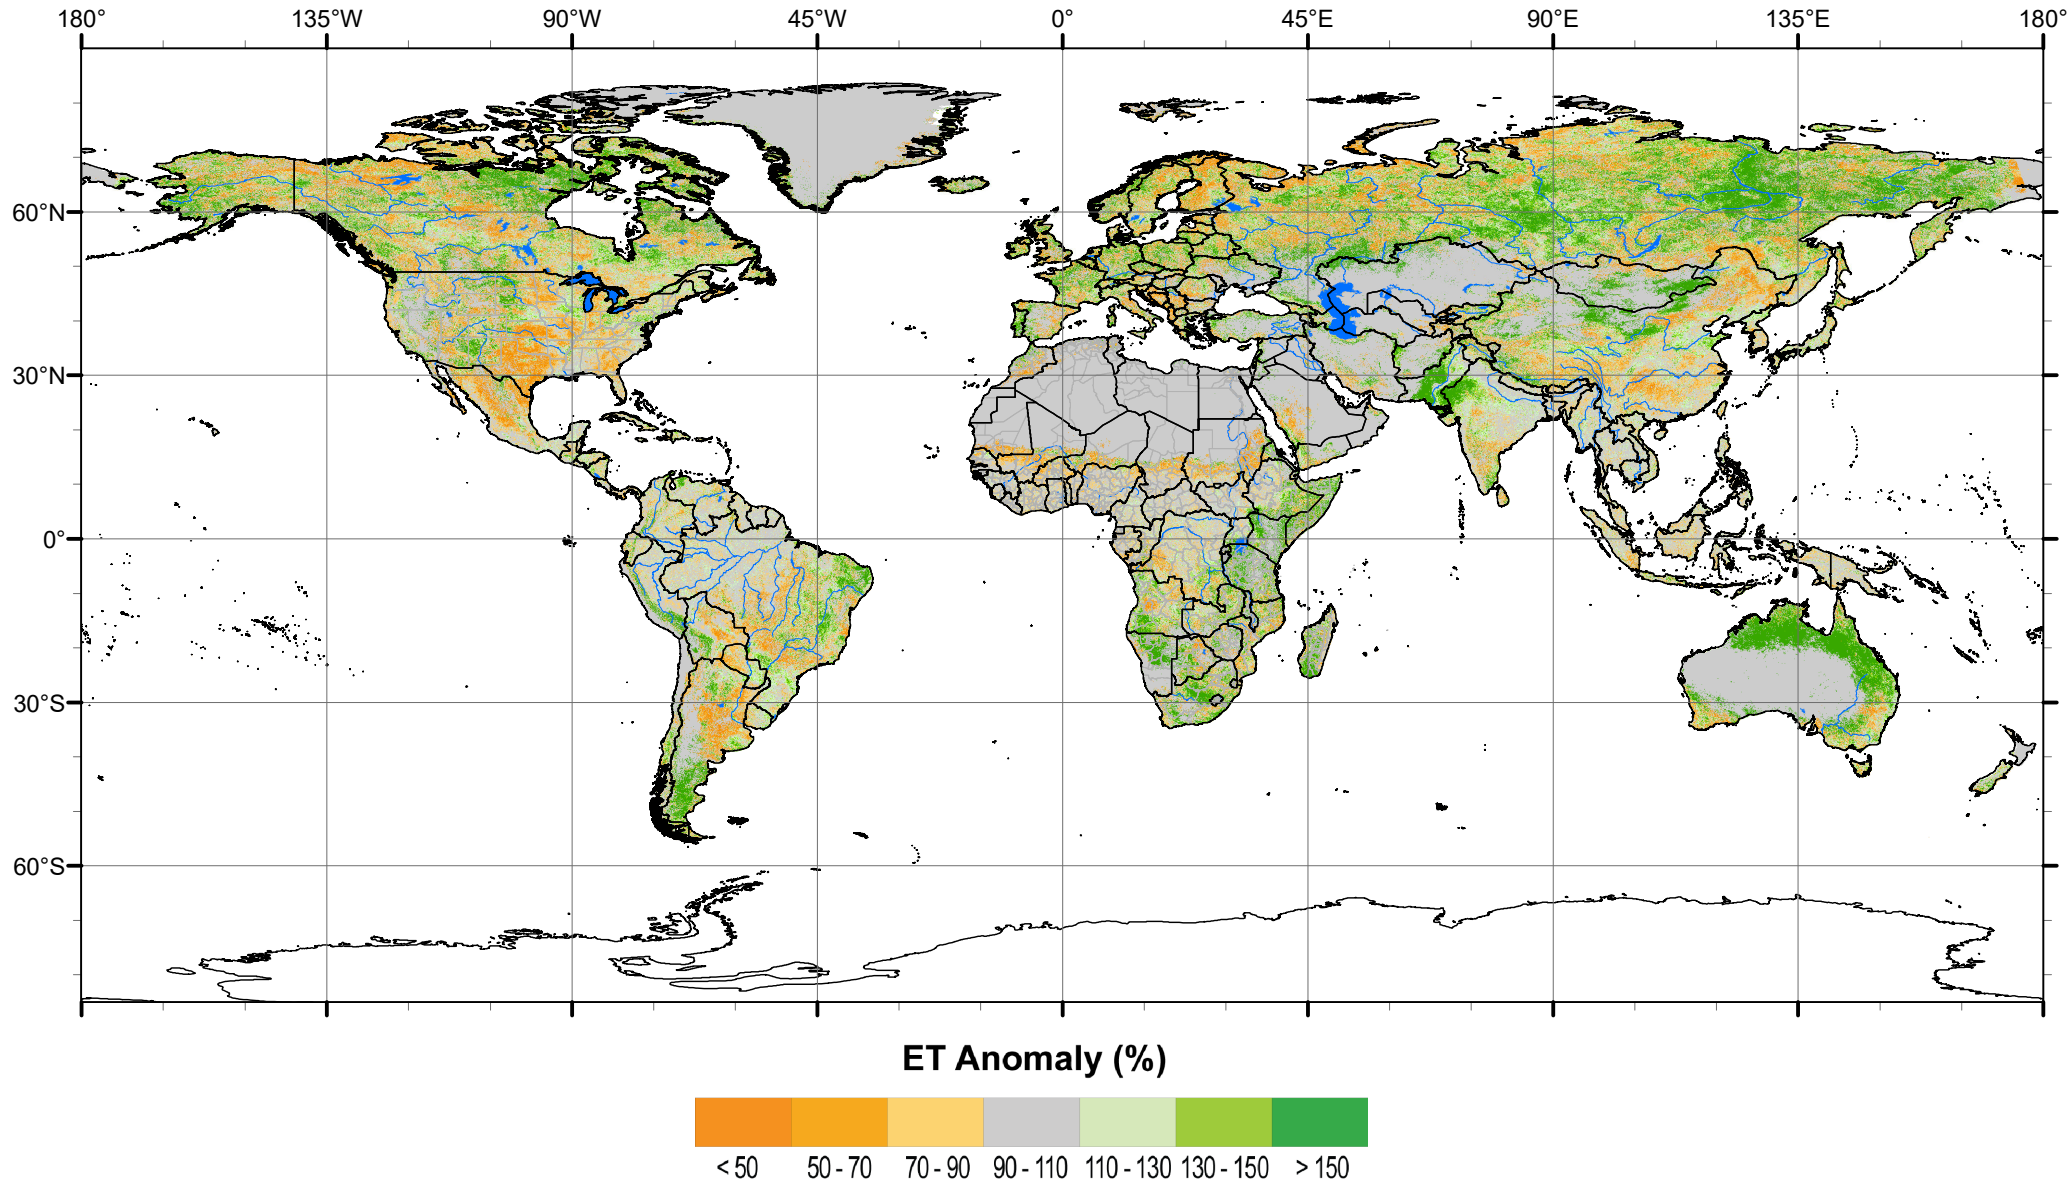 180° 135°W 90°W 45°W 0° 45°E 90°E 135°E 180°
60°N
30°N
0°
30°S
60°S
ET Anomaly (%)
< 50 50 - 70 70 - 90 90 - 110 110 - 130 130 - 150 > 150